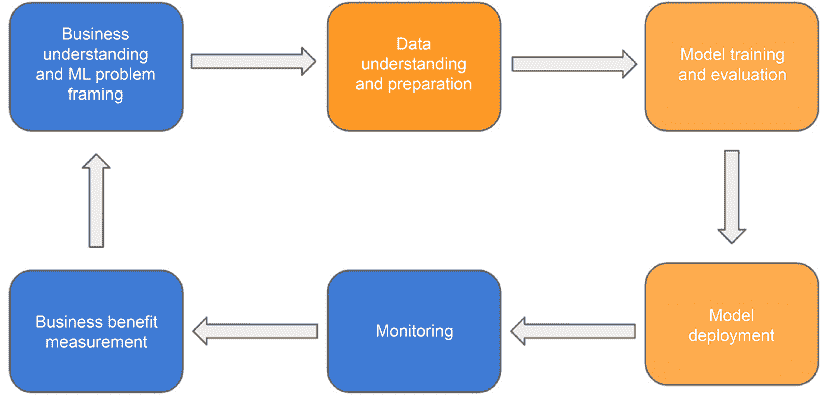 Business
understanding
and ML problem
framing
Data
understanding
and preparation
Model training
and evaluation
Business benefit
measurement
Monitoring
Model
deployment